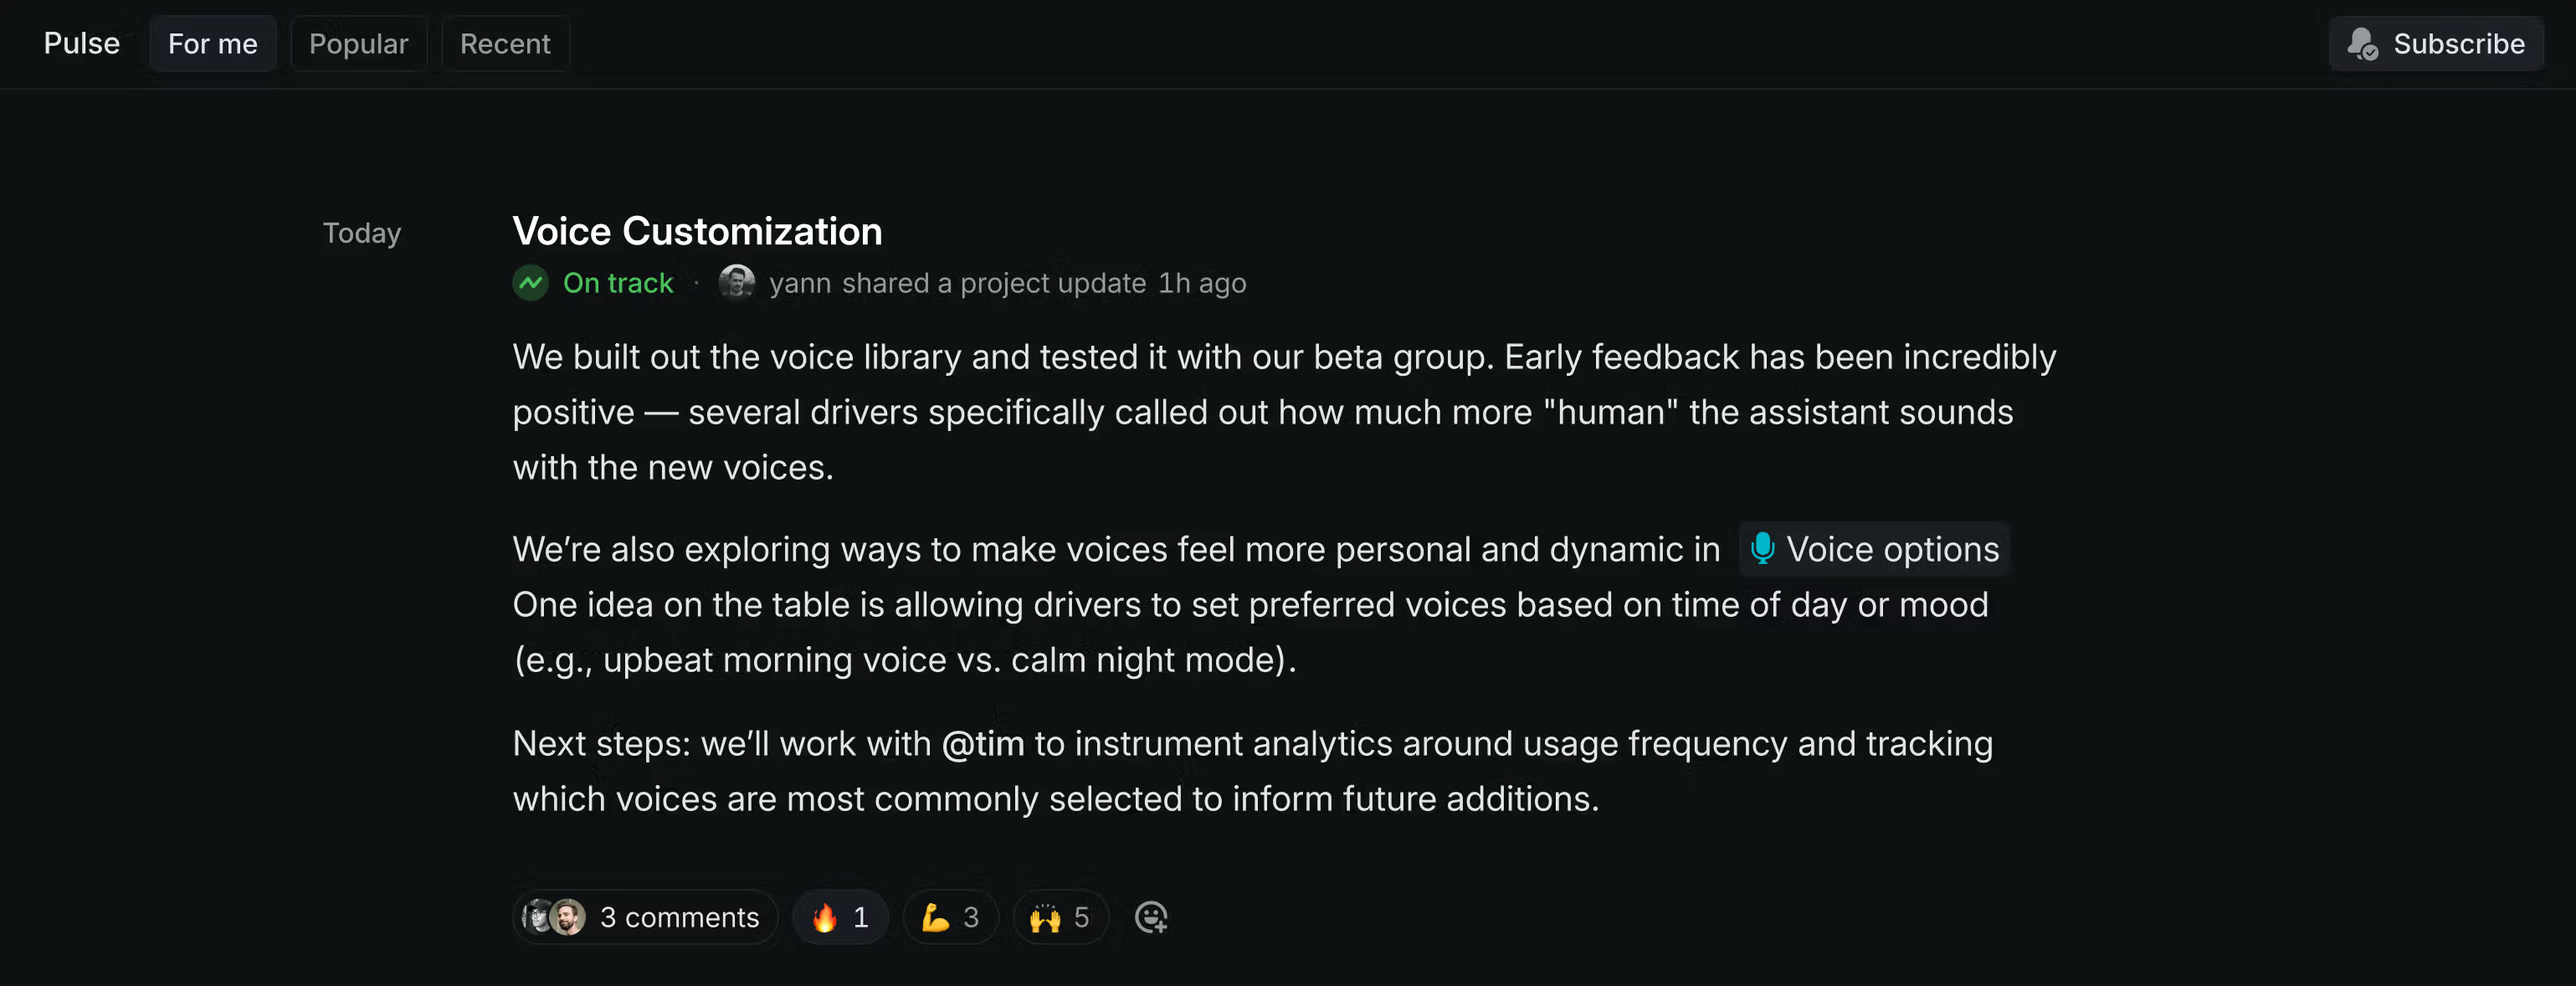 Pulse For me Popular Recent Subscribe
Today
Voice Customization
On track · yann shared a project update 1h ago
We built out the voice library and tested it with our beta group. Early feedback has been incredibly
positive — several drivers specifically called out how much more "human" the assistant sounds
with the new voices.
We’re also exploring ways to make voices feel more personal and dynamic in Voice options
One idea on the table is allowing drivers to set preferred voices based on time of day or mood
(e.g., upbeat morning voice vs. calm night mode).
Next steps: we’ll work with @tim to instrument analytics around usage frequency and tracking
which voices are most commonly selected to inform future additions.
3 comments 🔥 1 💪 3 🙌 5